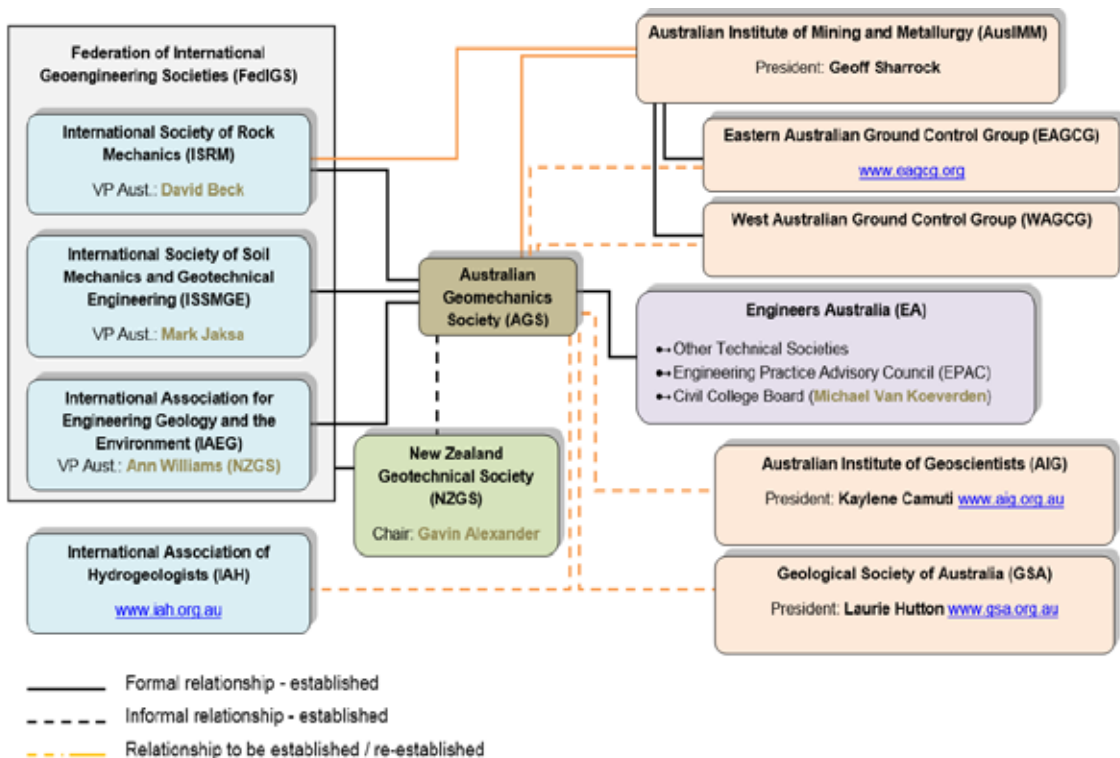 Federation of International
Geoengineering Societies (FedIGS)
International Society of Rock
Mechanics (ISRM)
VP Aust.: David Beck
International Society of Soil
Mechanics and Geotechnical
Engineering (ISSMGE)
VP Aust.: Mark Jaksa
International Association for
Engineering Geology and the
Environment (IAEG)
VP Aust.: Ann Williams (NZGS)
International Association of
Hydrogeologists (IAH)
www.iah.org.au
Australian
Geomechanics
Society (AGS)
New Zealand
Geotechnical Society
(NZGS)
Chair: Gavin Alexander
Australian Institute of Mining and Metallurgy (AusIMM)
President: Geoff Sharrock
Eastern Australian Ground Control Group (EAGCG)
www.eagcg.org
West Australian Ground Control Group (WAGCG)
Engineers Australia (EA)
Other Technical Societies
Engineering Practice Advisory Council (EPAC)
Civil College Board (Michael Van Koeverden)
Australian Institute of Geoscientists (AIG)
President: Kaylene Camuti www.aig.org.au
Geological Society of Australia (GSA)
President: Laurie Hutton www.gsa.org.au
Formal relationship - established
Informal relationship - established
Relationship to be established / re-established